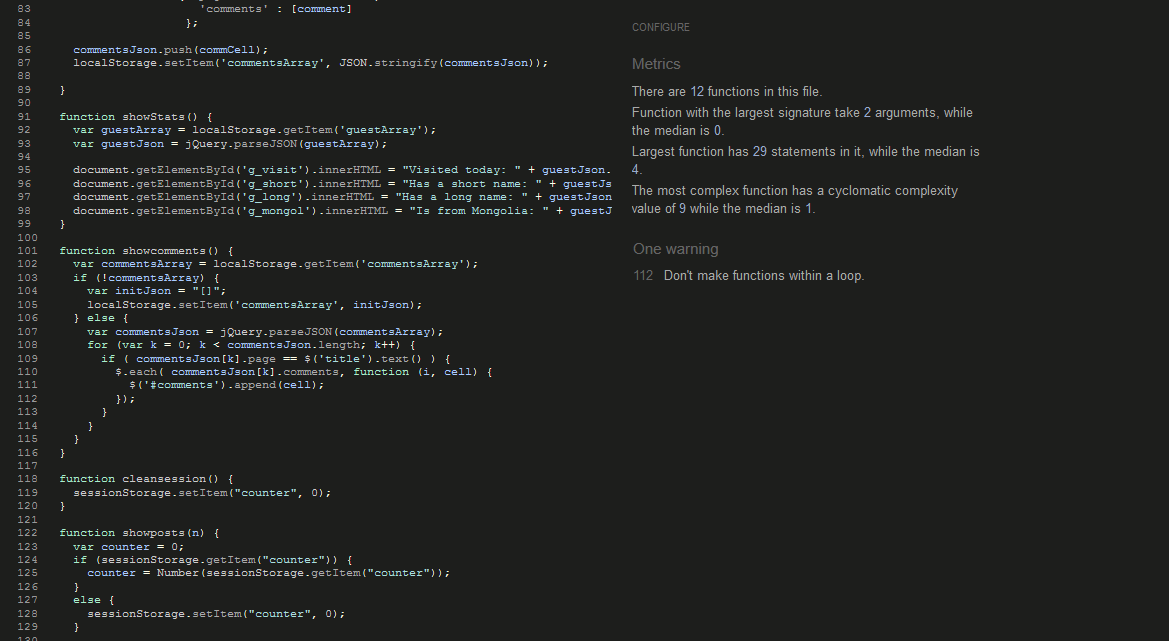 83 'comments' : [comment]
84 };
85
86 commentsJson.push(commCell);
87 localStorage.setItem('commentsArray', JSON.stringify(commentsJson));
88
89 }
90
91 function showStats() {
92 var guestArray = localStorage.getItem('guestArray');
93 var guestJson = jQuery.parseJSON(guestArray);
94
95 document.getElementById('g_visit').innerHTML = "Visited today: " + guestJson.
96 document.getElementById('g_short').innerHTML = "Has a short name: " + guestJs
97 document.getElementById('g_long').innerHTML = "Has a long name: " + guestJson
98 document.getElementById('g_mongol').innerHTML = "Is from Mongolia: " + guestJ
99 }
100
101 function showcomments() {
102 var commentsArray = localStorage.getItem('commentsArray');
103 if (!commentsArray) {
104 var initJson = "[]";
105 localStorage.setItem('commentsArray', initJson);
106 } else {
107 var commentsJson = jQuery.parseJSON(commentsArray);
108 for (var k = 0; k < commentsJson.length; k++) {
109 if ( commentsJson[k].page == $('title').text() ) {
110 $.each( commentsJson[k].comments, function (i, cell) {
111 $('#comments').append(cell);
112 });
113 }
114 }
115 }
116 }
117
118 function cleansession() {
119 sessionStorage.setItem("counter", 0);
120 }
121
122 function showposts(n) {
123 var counter = 0;
124 if (sessionStorage.getItem("counter")) {
125 counter = Number(sessionStorage.getItem("counter"));
126 }
127 else {
128 sessionStorage.setItem("counter", 0);
129 }
130
CONFIGURE
Metrics
There are 12 functions in this file.
Function with the largest signature take 2 arguments, while
the median is 0.
Largest function has 29 statements in it, while the median is
4.
The most complex function has a cyclomatic complexity
value of 9 while the median is 1.
One warning
112 Don't make functions within a loop.